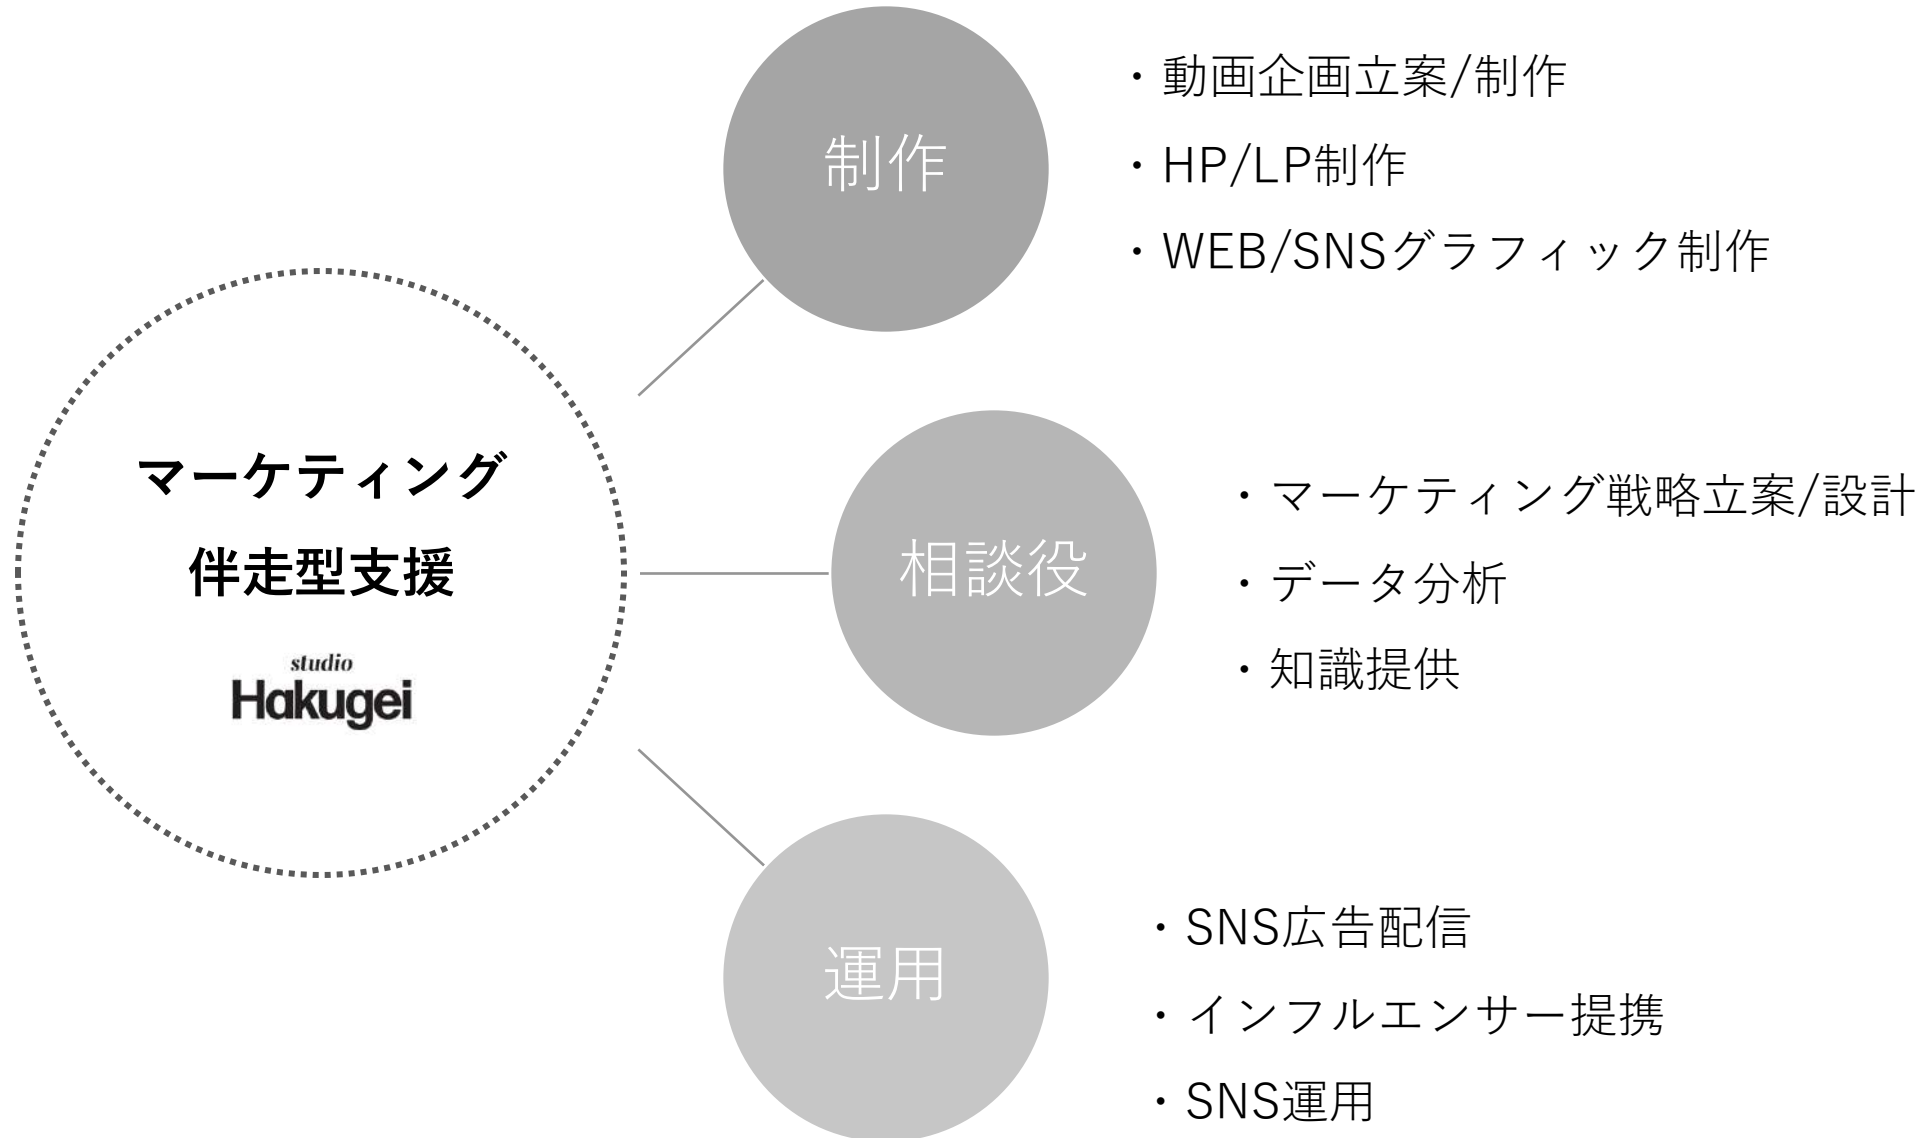 マーケティング
伴走型支援
studio
Hakugei
制作
・動画企画立案/制作
・HP/LP制作
・WEB/SNSグラフィック制作
相談役
・マーケティング戦略立案/設計
・データ分析
・知識提供
運用
・SNS広告配信
・インフルエンサー提携
・SNS運用